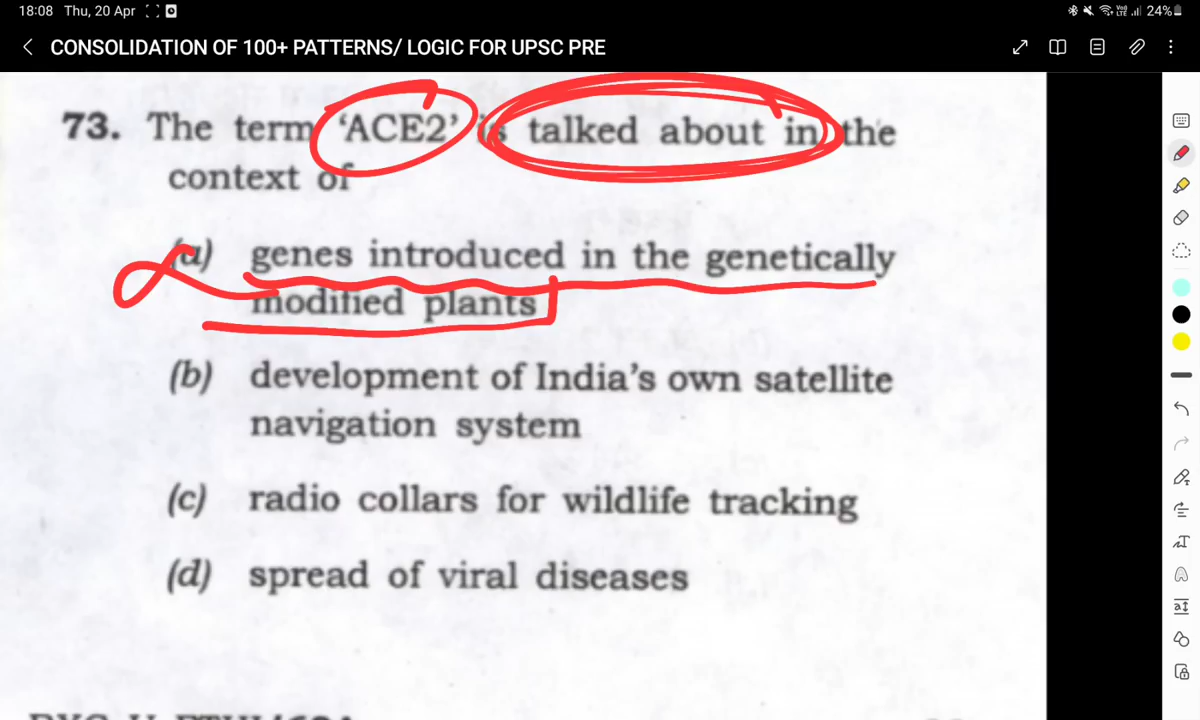 18:08 Thu, 20 Apr
24%
CONSOLIDATION OF 100+ PATTERNS/ LOGIC FOR UPSC PRE
73. The term ‘ACE2’ is talked about in the
context of
(a) genes introduced in the genetically
modified plants
(b) development of India’s own satellite
navigation system
(c) radio collars for wildlife tracking
(d) spread of viral diseases